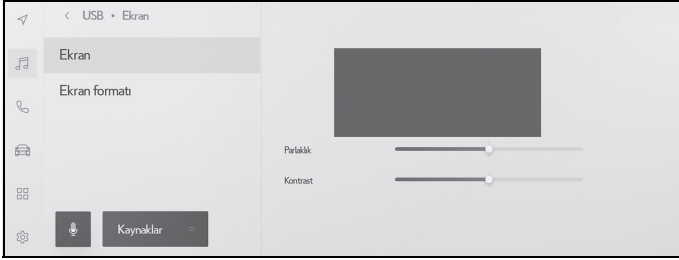 USB • Ekran
Ekran
Ekran formatı
Parlaklık
Kontrast
Kaynaklar